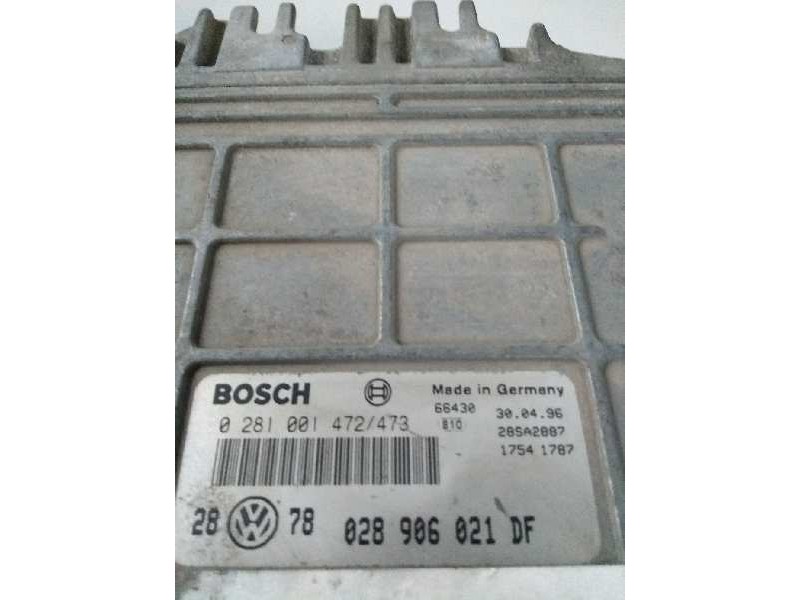 BOSCH
Made in Germany
0 281 001 472/473
66430 30.04.96
810 28SA2887
1754 1787
28 78 028 906 021 DF